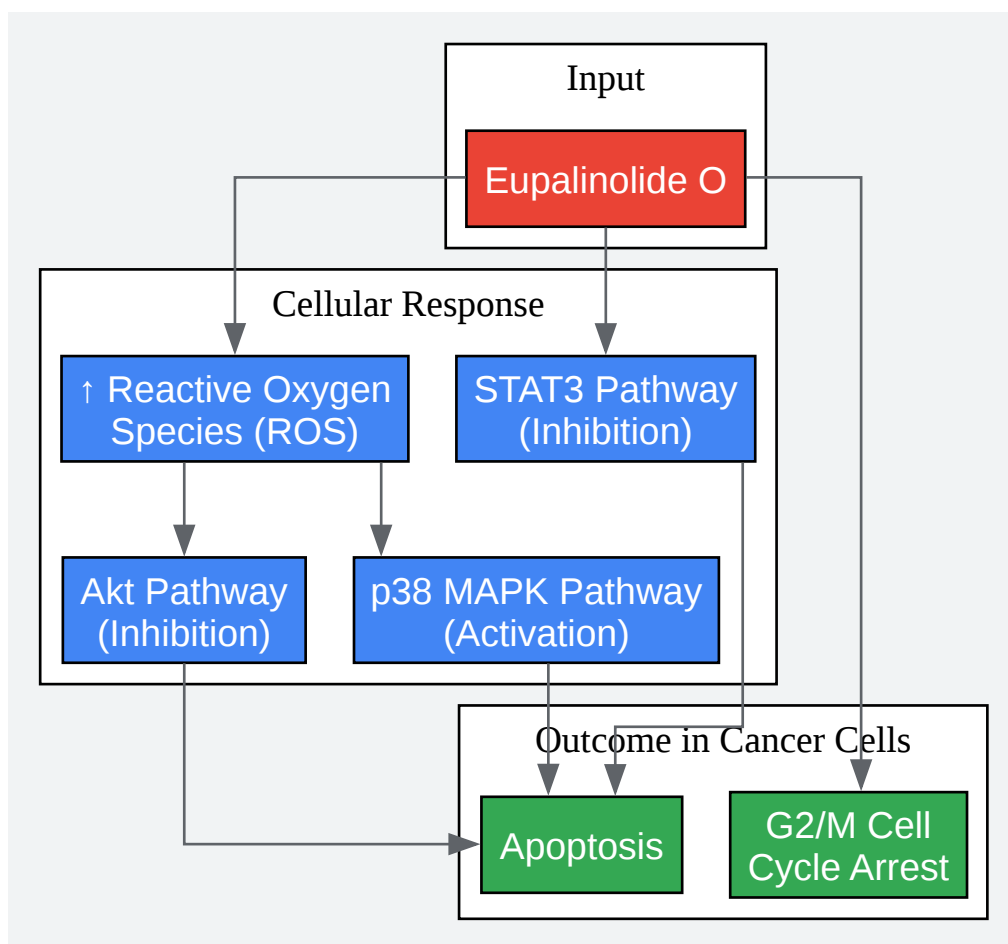 Input
Eupalinolide O
Cellular Response
↑ Reactive Oxygen
Species (ROS)
STAT3 Pathway
(Inhibition)
Akt Pathway
(Inhibition)
p38 MAPK Pathway
(Activation)
Outcome in Cancer Cells
Apoptosis
G2/M Cell
Cycle Arrest